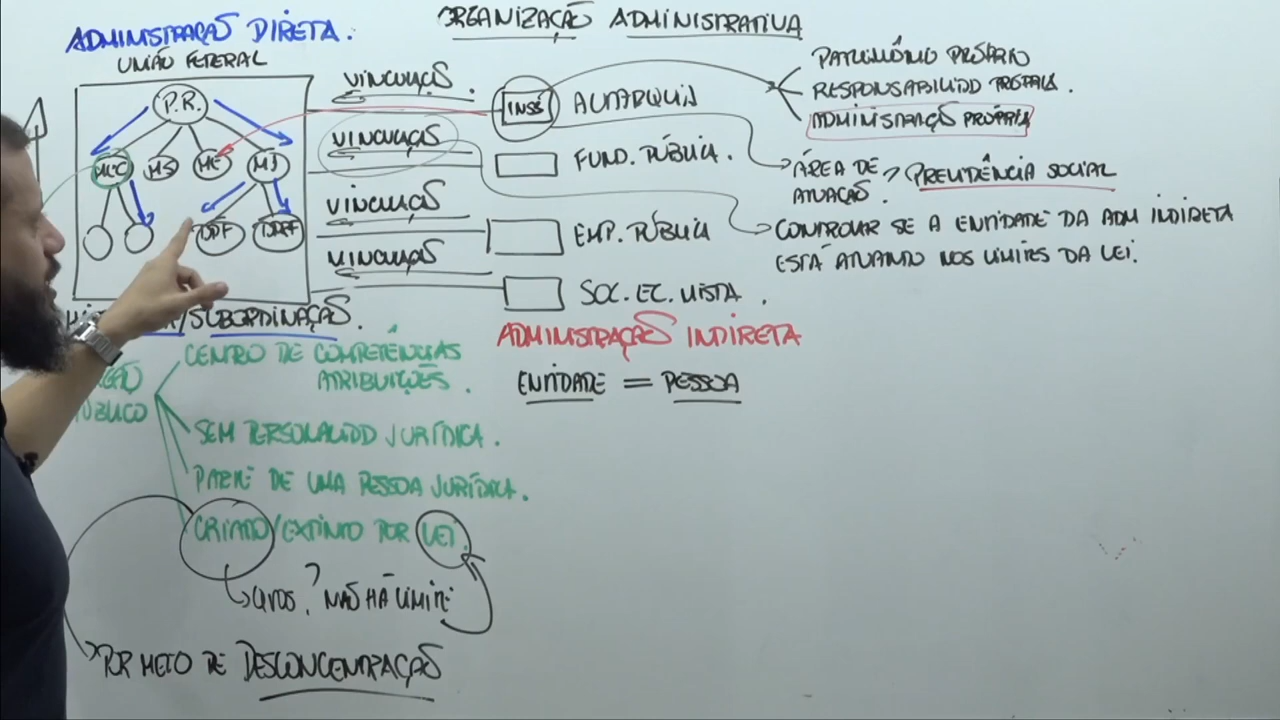 ORGANIZAÇÃO ADMINISTRATIVA
ADMINISTRAÇÃO DIRETA.
UNIÃO FEDERAL
P.R.
MEC MS ME MJ
DPF DPRF
/SUBORDINAÇÃO.
VINCULAÇÃO.
VINCULAÇÃO
VINCULAÇÃO
VINCULAÇÃO
INSS AUTARQUIA
FUND. PÚBLICA.
EMP. PÚBLICA
SOC. EC. MISTA.
ADMINISTRAÇÃO INDIRETA
ENTIDADE = PESSOA
PATRIMÔNIO PRÓPRIO
RESPONSABILIDD PRÓPRIA.
ADMINISTRAÇÃO PRÓPRIA
ÁREA DE ATUAÇÃO. PREVIDÊNCIA SOCIAL
CONTROLAR SE A ENTIDADE DA ADM INDIRETA
ESTÁ ATUANDO NOS LIMITES DA LEI.
CENTRO DE COMPETÊNCIAS
ATRIBUIÇÕES.
SEM PERSONALIDD JURÍDICA.
PARTE DE UMA PESSOA JURÍDICA.
CRIADO/EXTINTO POR LEI.
? NÃO HÁ LIMITE
POR MEIO DE DESCONCENTRAÇÃO